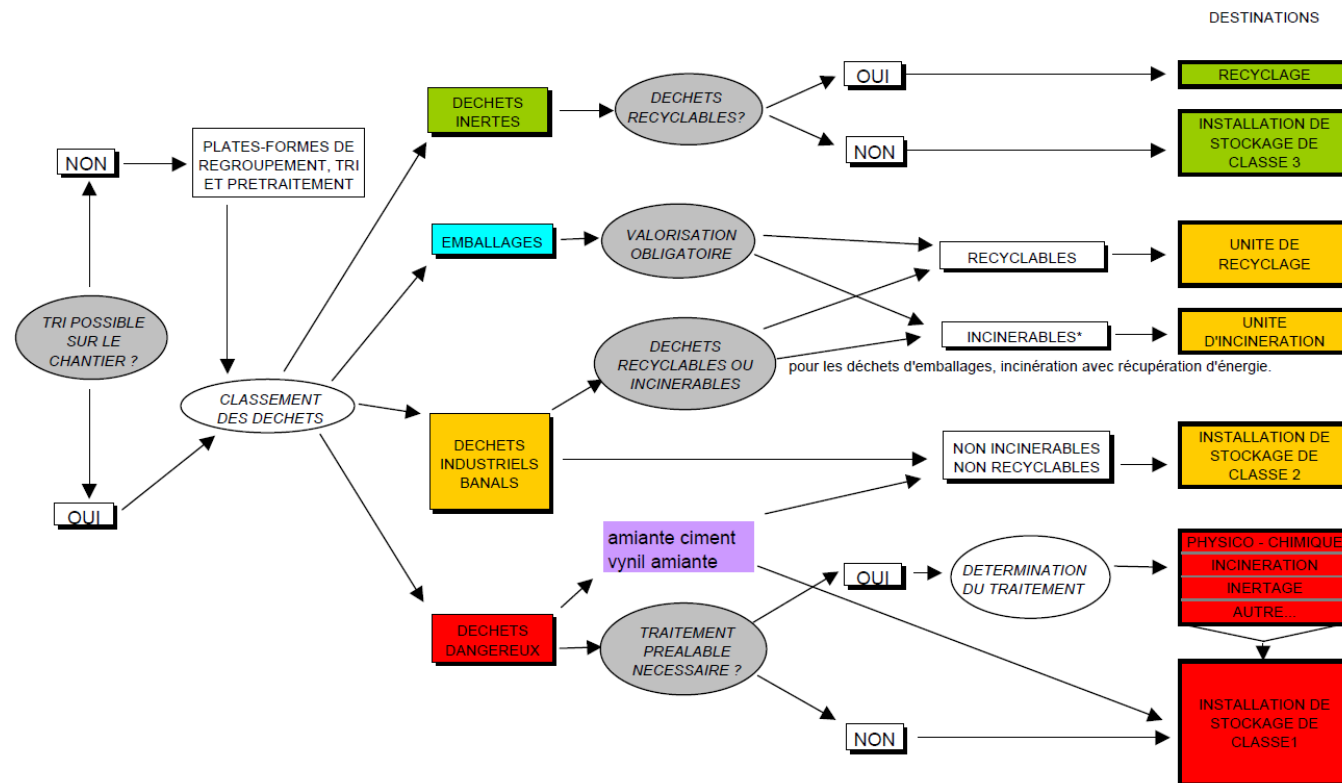 DESTINATIONS
NON
PLATES-FORMES DE
REGROUPEMENT, TRI
ET PRETRAITEMENT
TRI POSSIBLE
SUR LE
CHANTIER ?
OUI
CLASSEMENT
DES DECHETS
DECHETS
INERTES
DECHETS
RECYCLABLES?
OUI
RECYCLAGE
NON
INSTALLATION DE
STOCKAGE DE
CLASSE 3
EMBALLAGES
VALORISATION
OBLIGATOIRE
RECYCLABLES
UNITE DE
RECYCLAGE
DECHETS
RECYCLABLES OU
INCINERABLES
INCINERABLES*
UNITE
D'INCINERATION
pour les déchets d'emballages, incinération avec récupération d'énergie.
DECHETS
INDUSTRIELS
BANALS
NON INCINERABLES
NON RECYCLABLES
INSTALLATION DE
STOCKAGE DE
CLASSE 2
amiante ciment
vynil amiante
DECHETS
DANGEREUX
TRAITEMENT
PREALABLE
NECESSAIRE ?
OUI
DETERMINATION
DU TRAITEMENT
PHYSICO - CHIMIQUE
INCINERATION
INERTAGE
AUTRE...
NON
INSTALLATION DE
STOCKAGE DE
CLASSE1